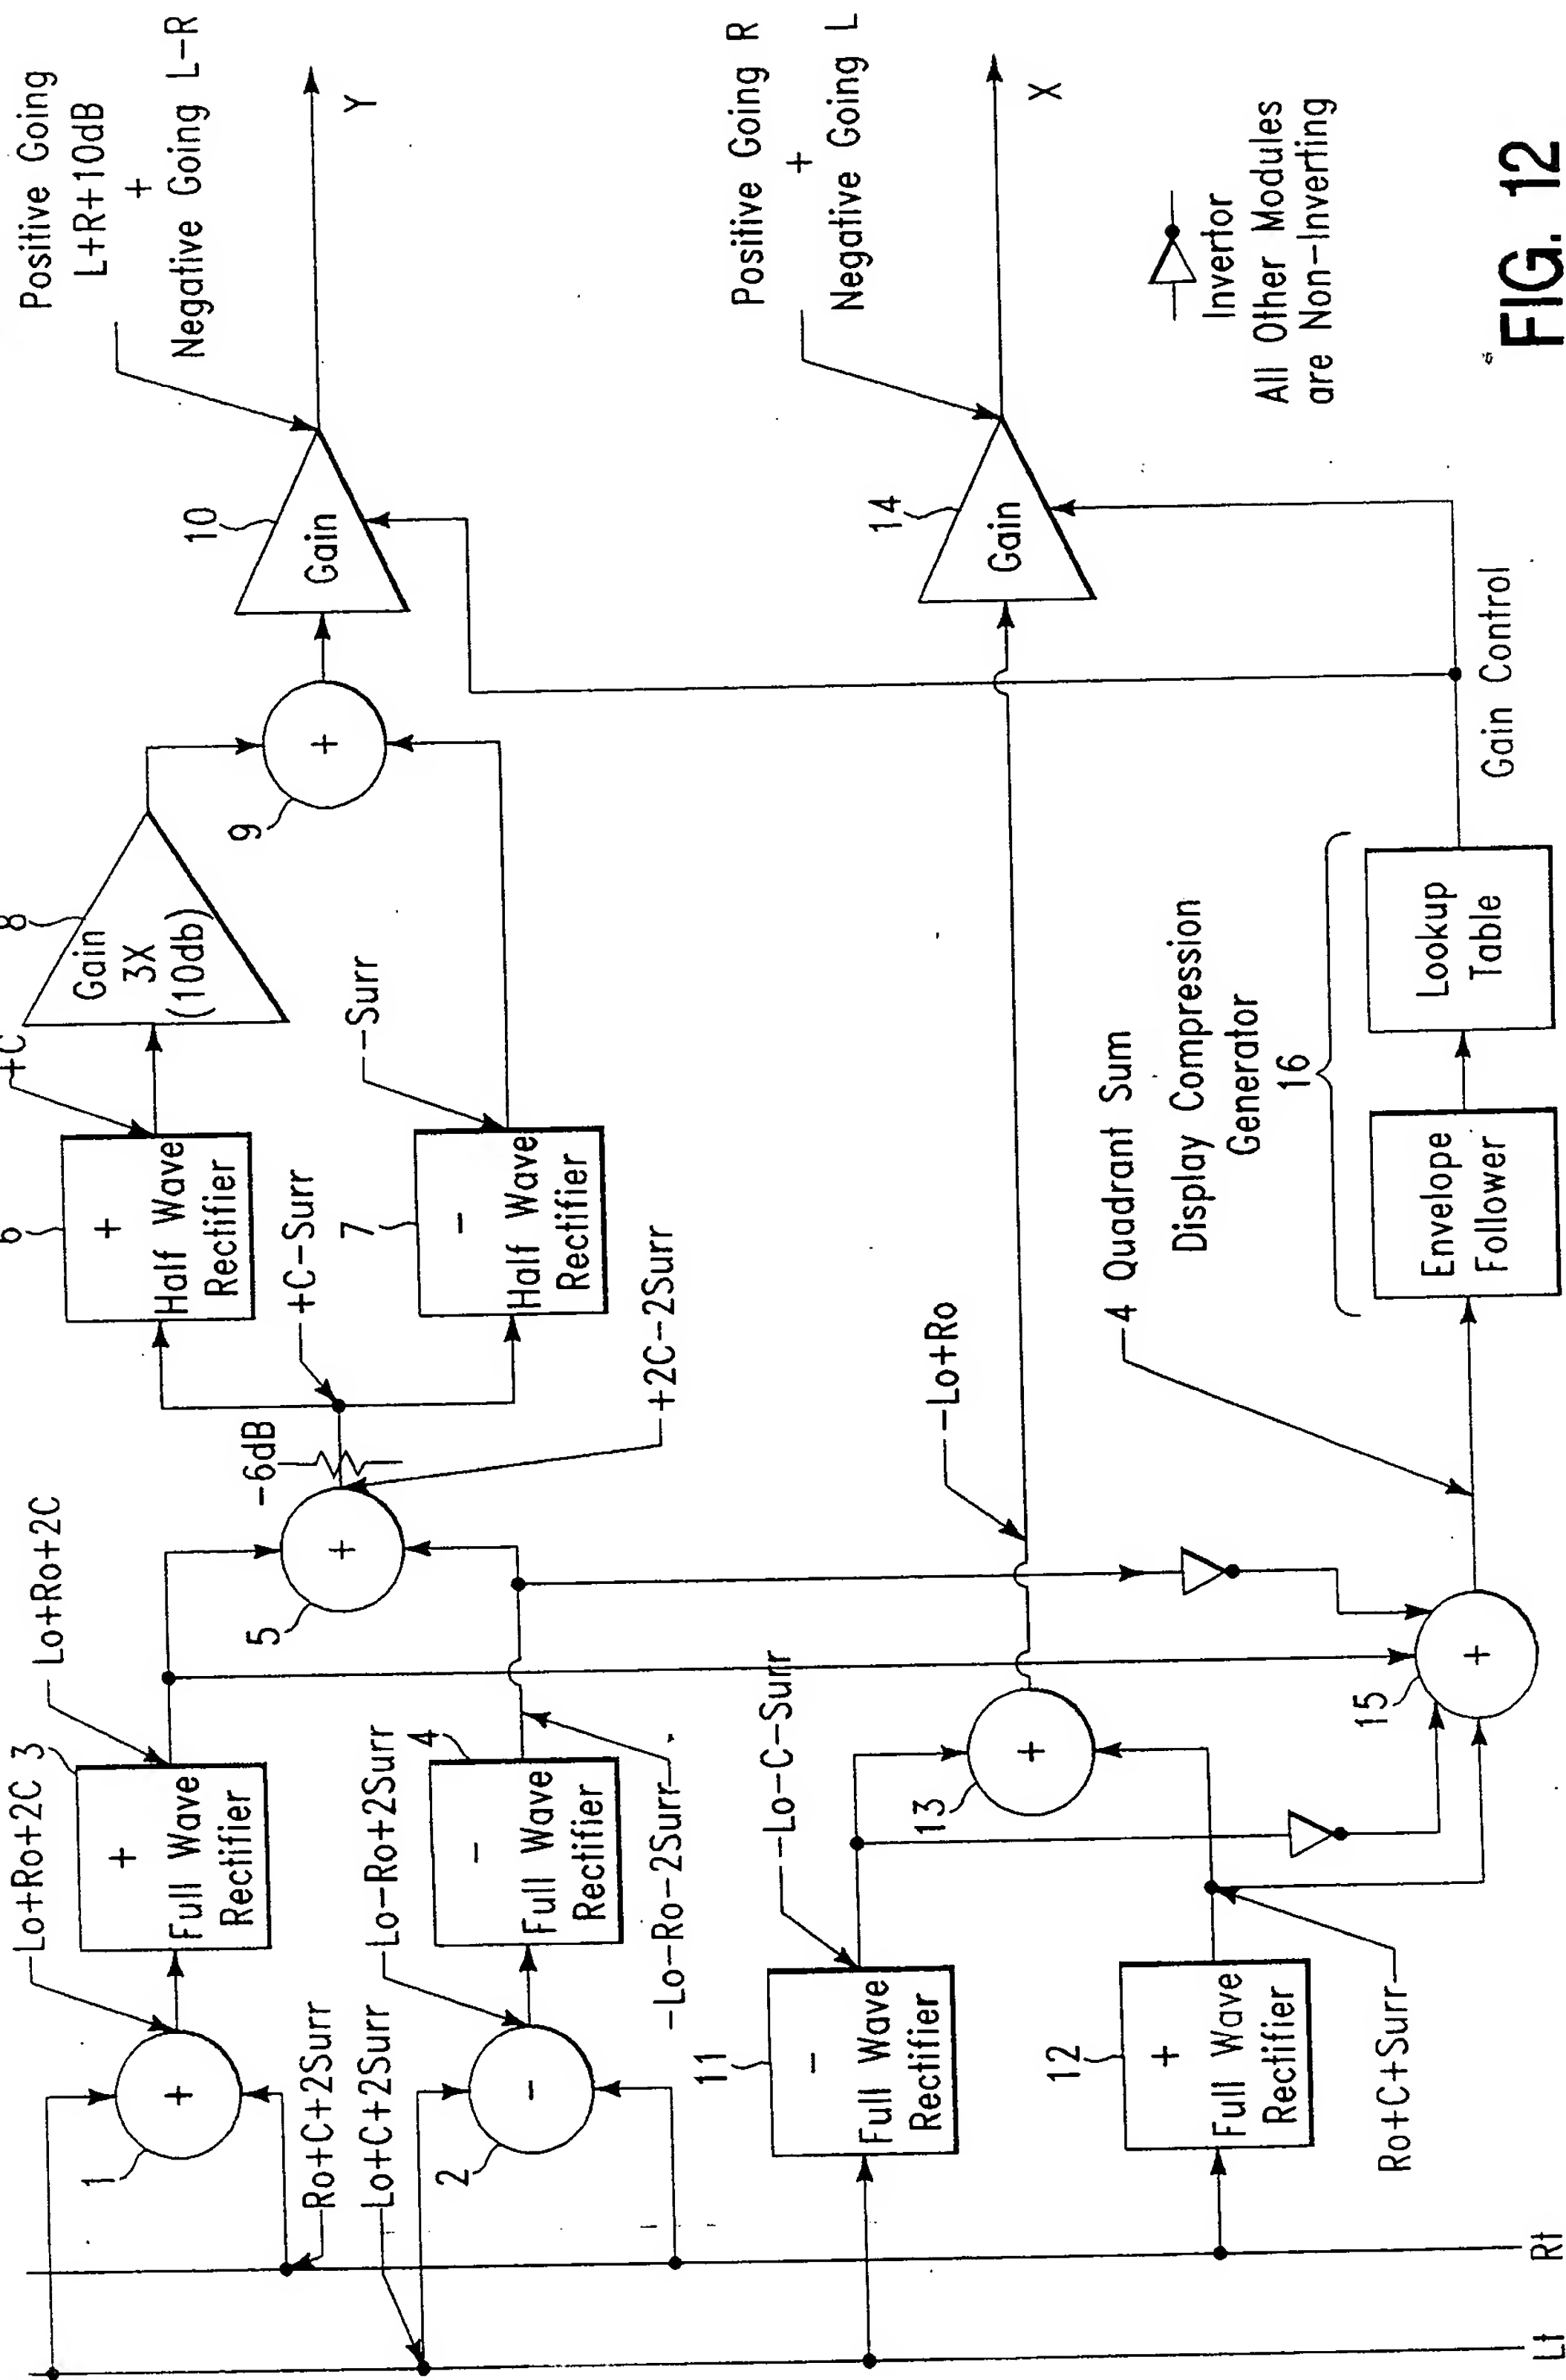 Lo+Ro+2C
1
+
3
+
Full Wave
Rectifier
Lo+Ro+2C
5
+
-6dB
+C-Surr
+2C-2Surr
6
+
Half Wave
Rectifier
+C
8
Gain
3X
(10db)
7
-
Half Wave
Rectifier
-Surr
9
+
10
Gain
Positive Going
L+R+10dB
+
Negative Going L-R
Y
Ro+C+2Surr
Lo+C+2Surr
2
-
Lo-Ro+2Surr
4
-
Full Wave
Rectifier
-Lo-Ro-2Surr
11
-
Full Wave
Rectifier
-Lo-C-Surr
12
+
Full Wave
Rectifier
Ro+C+Surr
13
+
-Lo+Ro
14
Gain
Positive Going R
+
Negative Going L
X
15
+
4 Quadrant Sum
Display Compression
Generator
16
Envelope
Follower
Lookup
Table
Gain Control
Invertor
All Other Modules
are Non-Inverting
Lt
Rt
FIG. 12